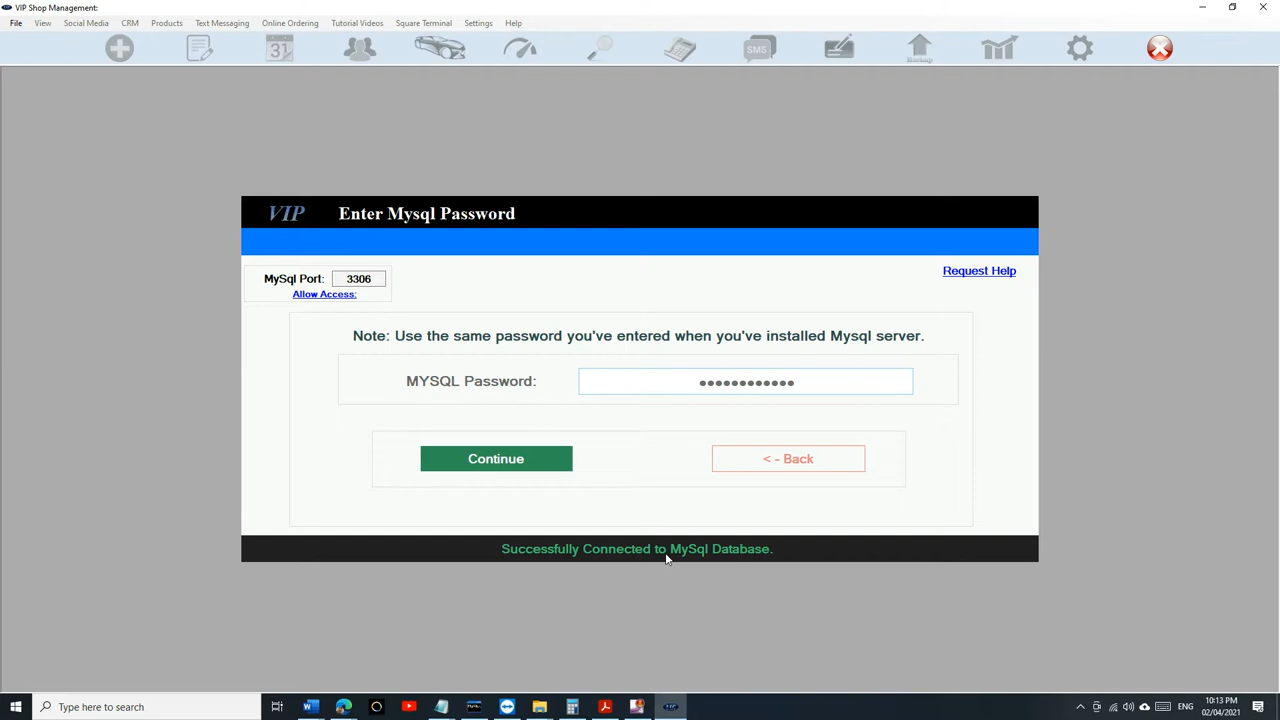 VIP Shop Management:
File View Social Media CRM Products Text Messaging Online Ordering Tutorial Videos Square Terminal Settings Help
31
SMS
Backup
VIP Enter Mysql Password
MySql Port: 3306
Allow Access:
Request Help
Note: Use the same password you've entered when you've installed Mysql server.
MYSQL Password: ●●●●●●●●●●●●
Continue
< - Back
Successfully Connected to MySql Database.
Type here to search
ENG
10:13 PM
02/04/2021